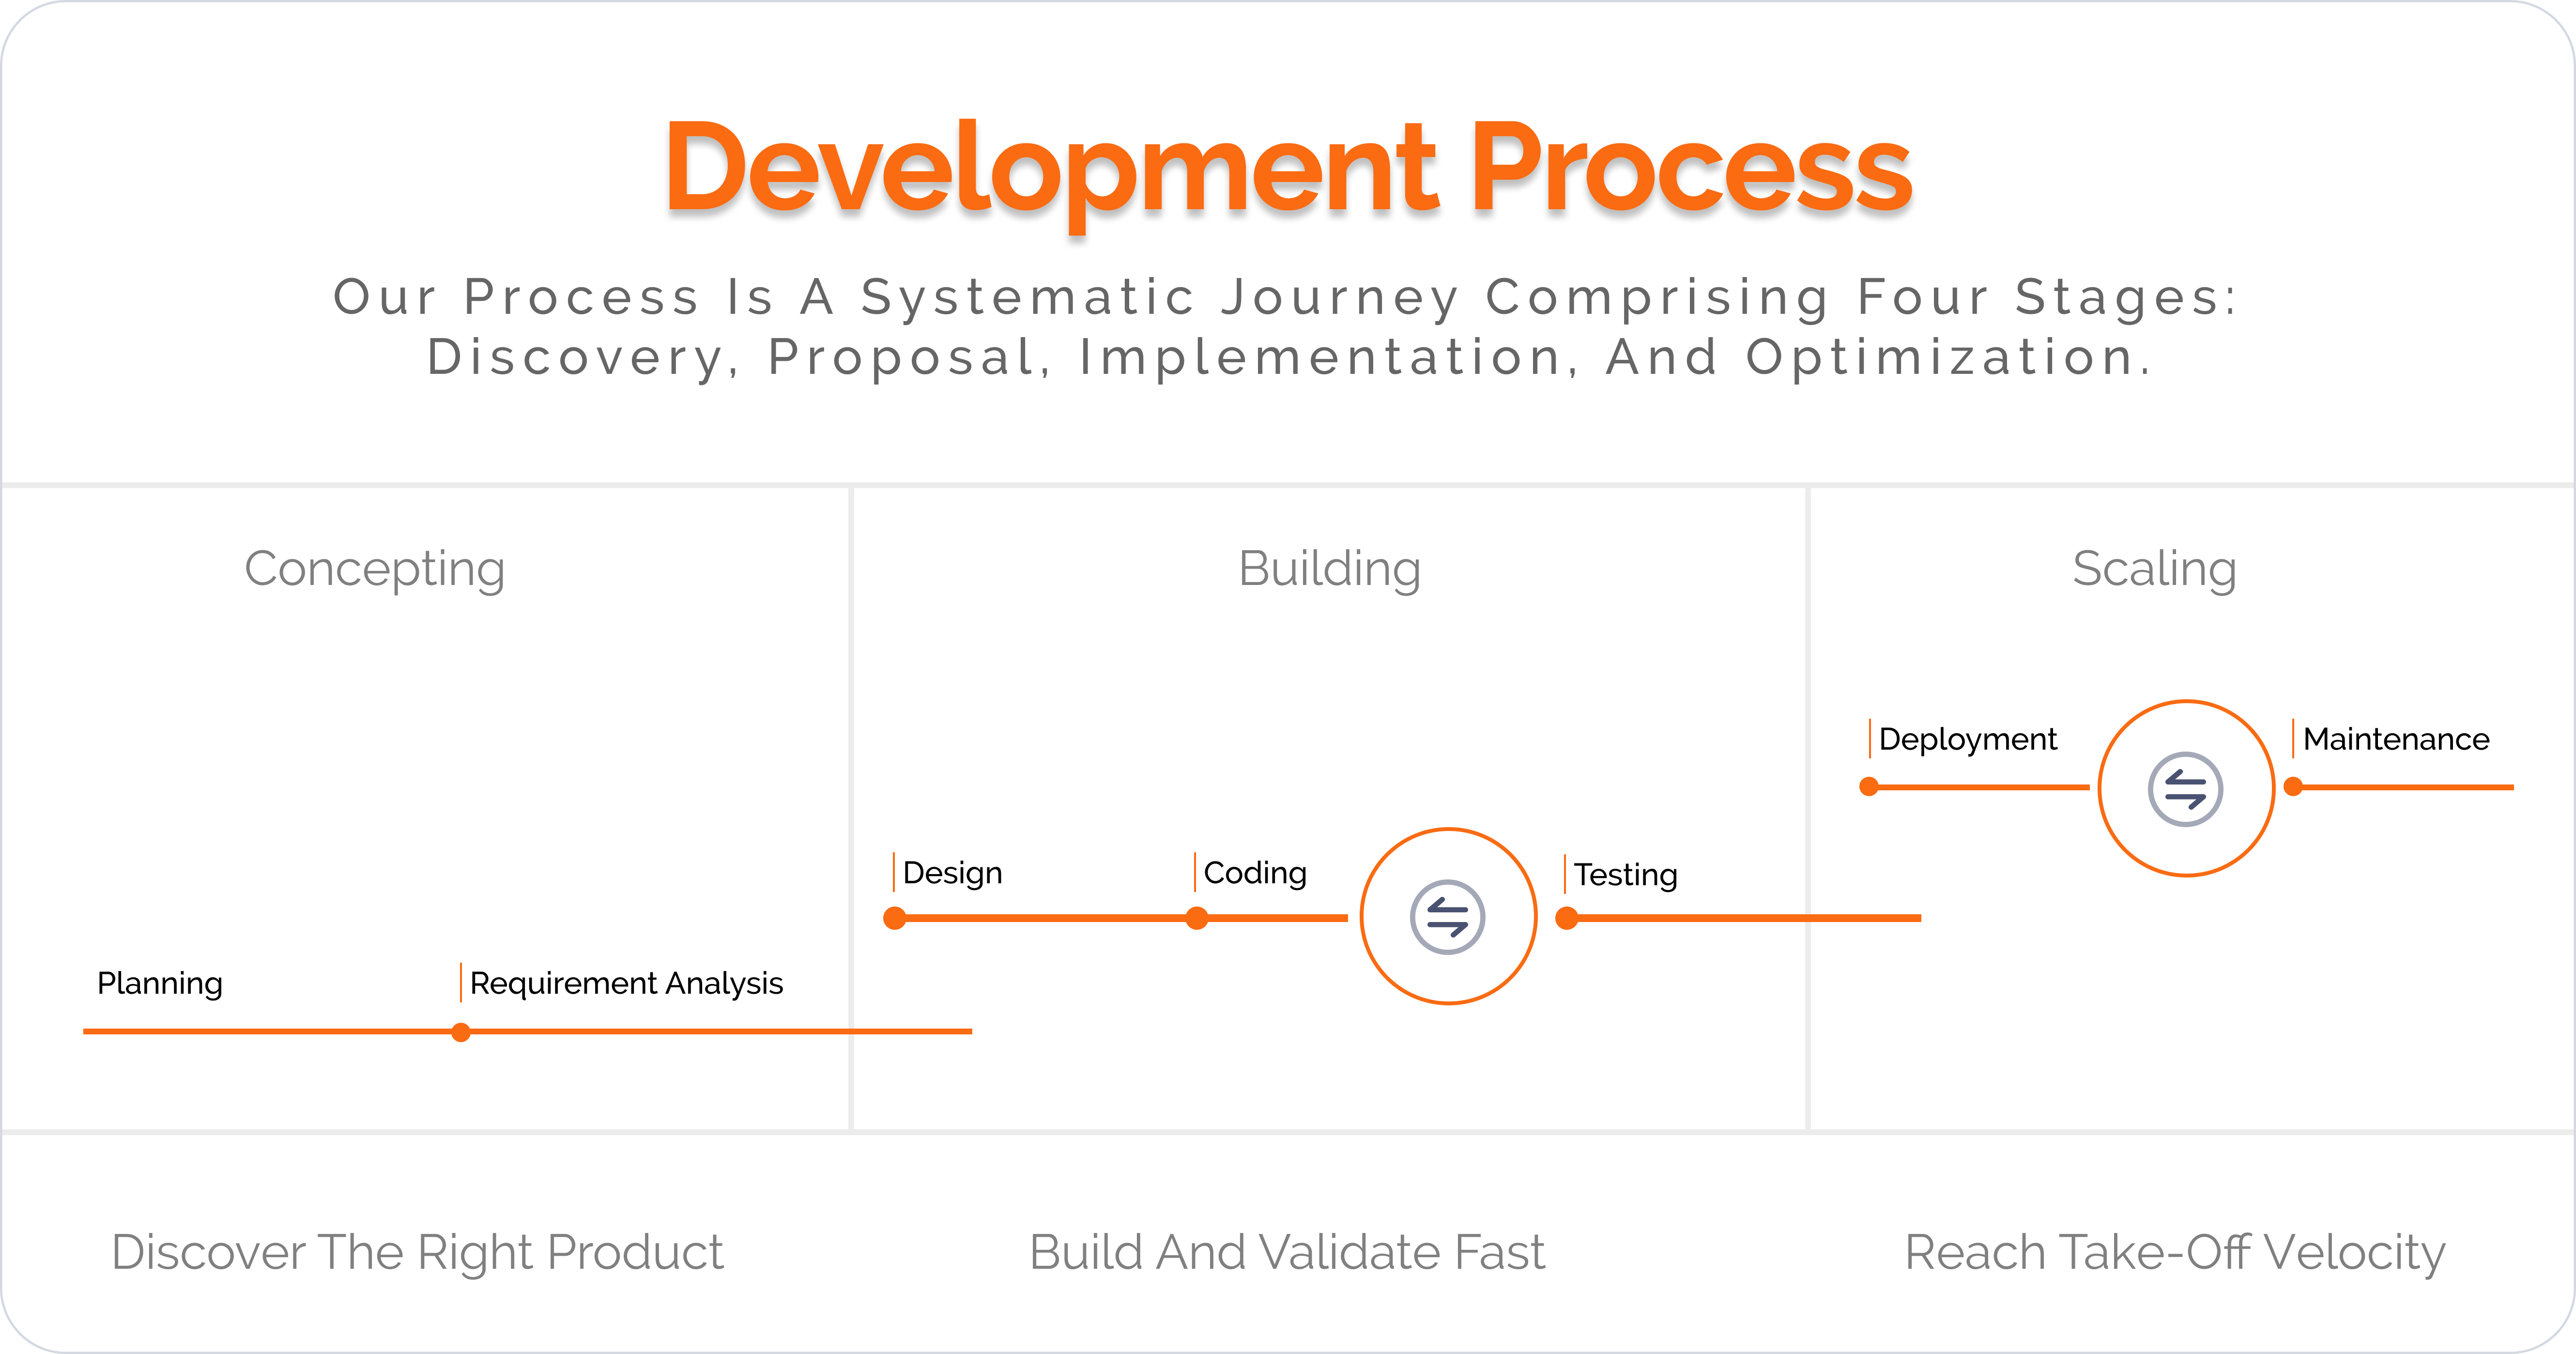 Development Process
Our Process Is A Systematic Journey Comprising Four Stages:
Discovery, Proposal, Implementation, And Optimization.
Concepting
Building
Scaling
Planning
Requirement Analysis
Design
Coding
Testing
Deployment
Maintenance
Discover The Right Product
Build And Validate Fast
Reach Take-Off Velocity